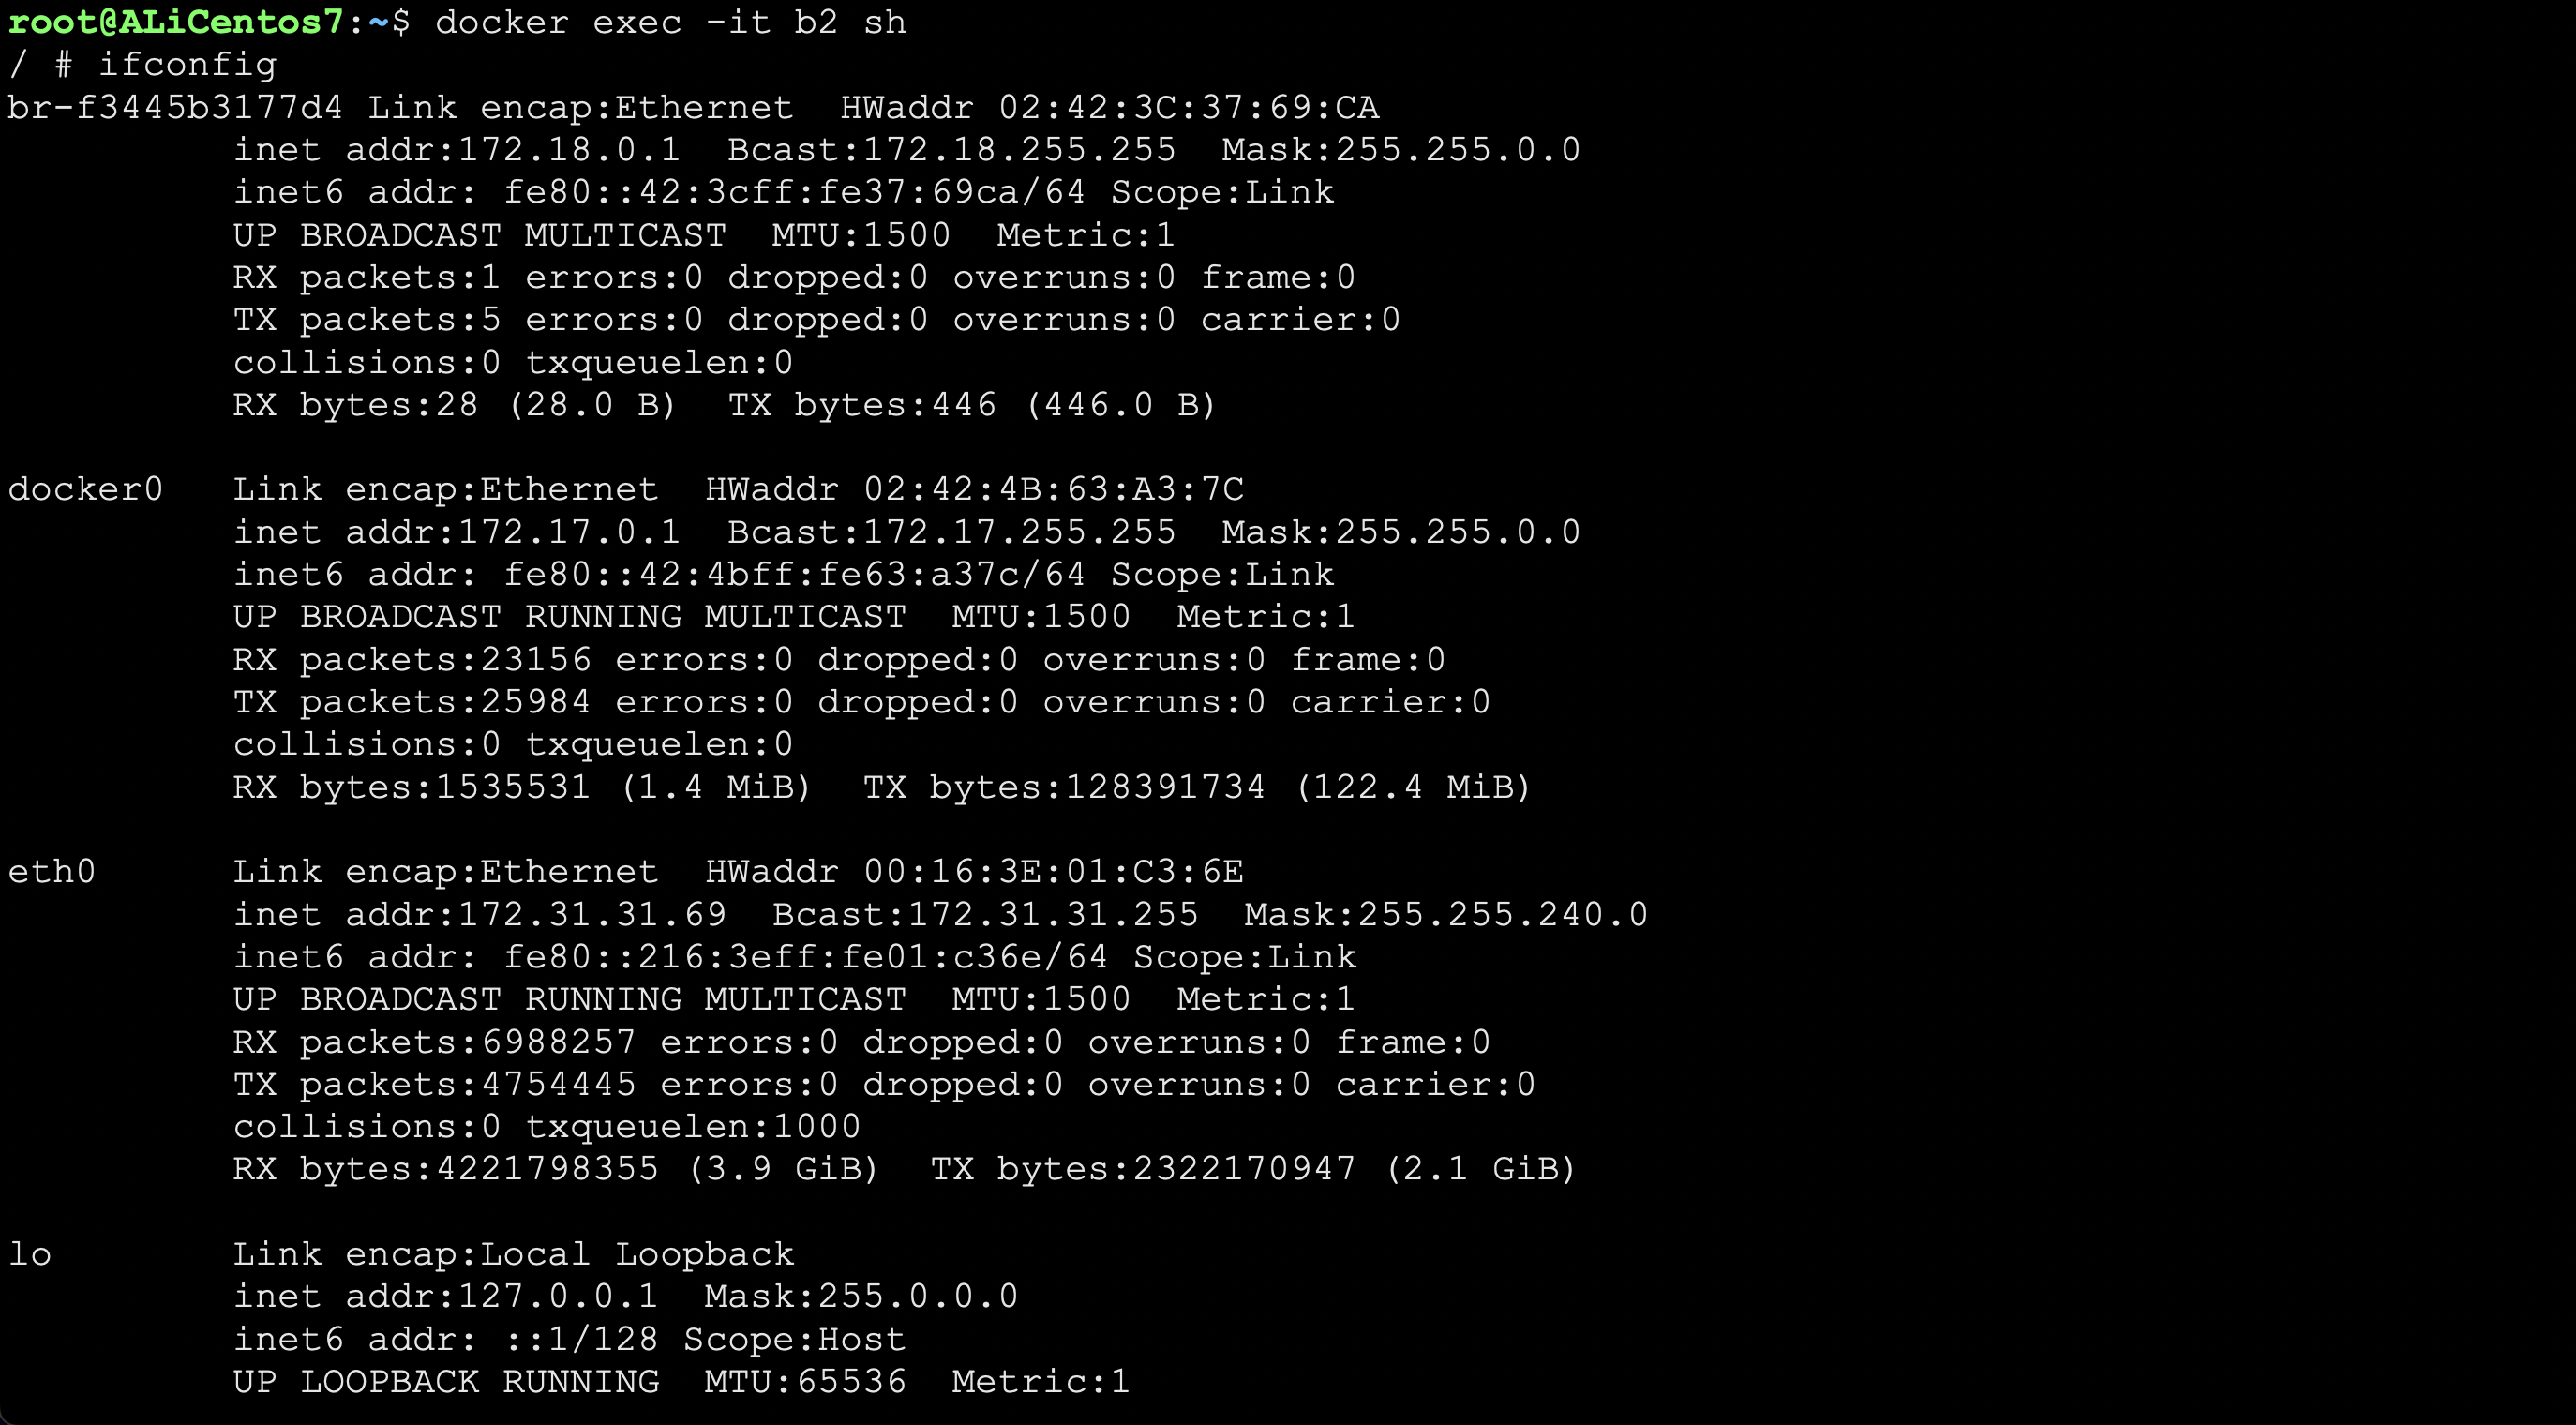 root@ALiCentos7:~$ docker exec -it b2 sh
/ # ifconfig
br-f3445b3177d4 Link encap:Ethernet  HWaddr 02:42:3C:37:69:CA
          inet addr:172.18.0.1  Bcast:172.18.255.255  Mask:255.255.0.0
          inet6 addr: fe80::42:3cff:fe37:69ca/64 Scope:Link
          UP BROADCAST MULTICAST  MTU:1500  Metric:1
          RX packets:1 errors:0 dropped:0 overruns:0 frame:0
          TX packets:5 errors:0 dropped:0 overruns:0 carrier:0
          collisions:0 txqueuelen:0
          RX bytes:28 (28.0 B)  TX bytes:446 (446.0 B)

docker0   Link encap:Ethernet  HWaddr 02:42:4B:63:A3:7C
          inet addr:172.17.0.1  Bcast:172.17.255.255  Mask:255.255.0.0
          inet6 addr: fe80::42:4bff:fe63:a37c/64 Scope:Link
          UP BROADCAST RUNNING MULTICAST  MTU:1500  Metric:1
          RX packets:23156 errors:0 dropped:0 overruns:0 frame:0
          TX packets:25984 errors:0 dropped:0 overruns:0 carrier:0
          collisions:0 txqueuelen:0
          RX bytes:1535531 (1.4 MiB)  TX bytes:128391734 (122.4 MiB)

eth0      Link encap:Ethernet  HWaddr 00:16:3E:01:C3:6E
          inet addr:172.31.31.69  Bcast:172.31.31.255  Mask:255.255.240.0
          inet6 addr: fe80::216:3eff:fe01:c36e/64 Scope:Link
          UP BROADCAST RUNNING MULTICAST  MTU:1500  Metric:1
          RX packets:6988257 errors:0 dropped:0 overruns:0 frame:0
          TX packets:4754445 errors:0 dropped:0 overruns:0 carrier:0
          collisions:0 txqueuelen:1000
          RX bytes:4221798355 (3.9 GiB)  TX bytes:2322170947 (2.1 GiB)

lo        Link encap:Local Loopback
          inet addr:127.0.0.1  Mask:255.0.0.0
          inet6 addr: ::1/128 Scope:Host
          UP LOOPBACK RUNNING  MTU:65536  Metric:1